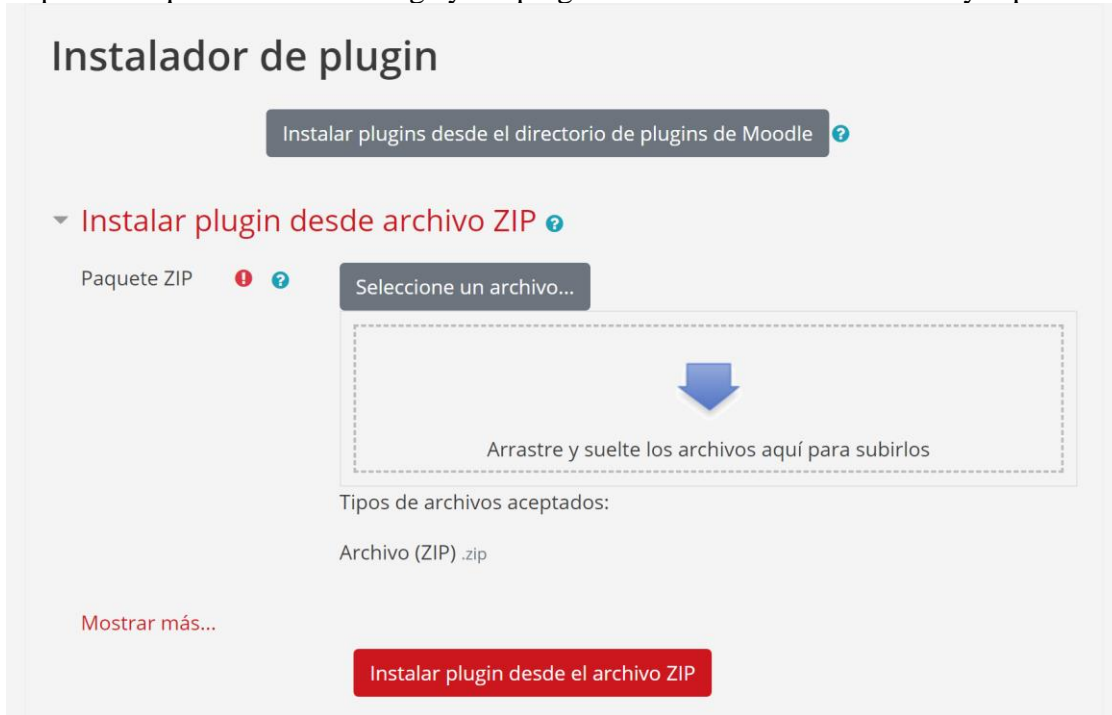 Instalador de plugin
Instalar plugins desde el directorio de plugins de Moodle
Instalar plugin desde archivo ZIP
Paquete ZIP
Seleccione un archivo...
Arrastre y suelte los archivos aquí para subirlos
Tipos de archivos aceptados:
Archivo (ZIP) .zip
Mostrar más...
Instalar plugin desde el archivo ZIP